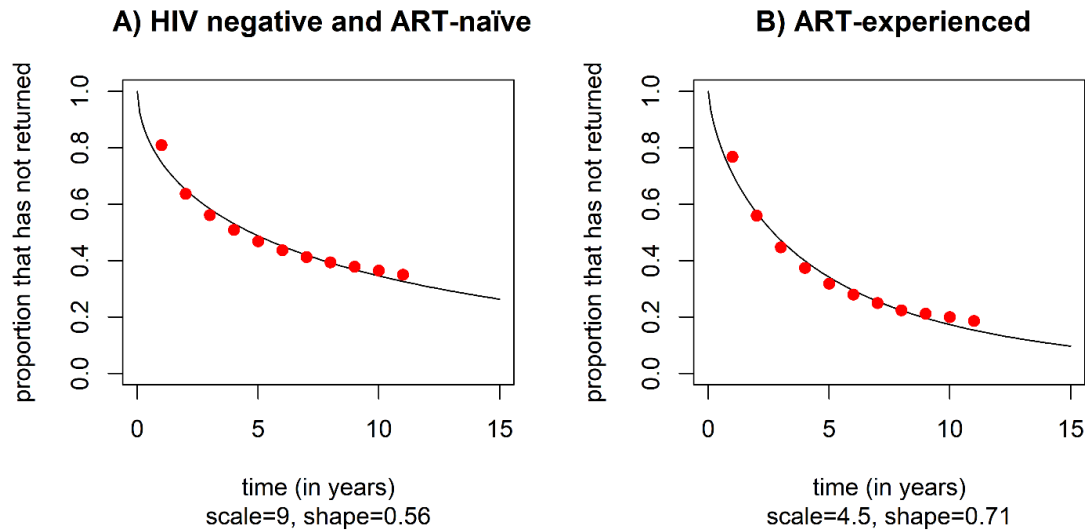 A) HIV negative and ART-naïve
proportion that has not returned
1.0
0.8
0.6
0.4
0.2
0.0
0 5 10 15
time (in years)
scale=9, shape=0.56
B) ART-experienced
proportion that has not returned
1.0
0.8
0.6
0.4
0.2
0.0
0 5 10 15
time (in years)
scale=4.5, shape=0.71